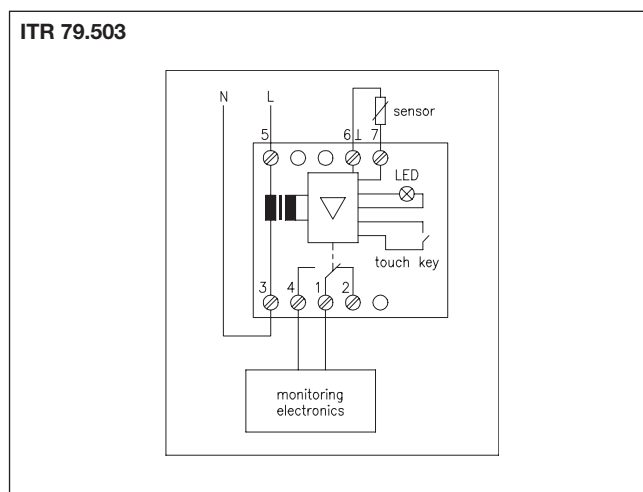 ITR 79.503
N L
sensor
5 6 ⊥ 7
LED
touch key
3 4 1 2
monitoring
electronics